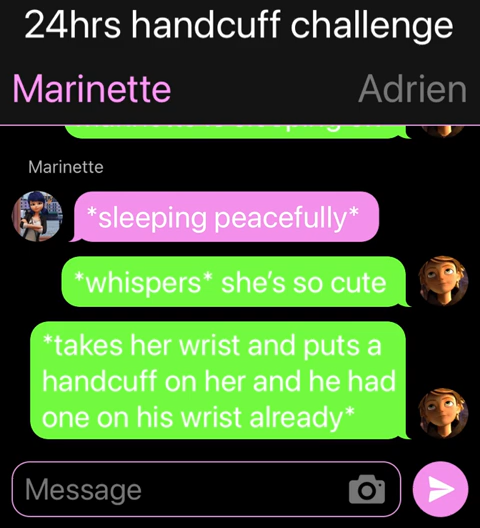 24hrs handcuff challenge
Marinette Adrien
Marinette
*sleeping peacefully*
*whispers* she's so cute
*takes her wrist and puts a
handcuff on her and he had
one on his wrist already*
Message